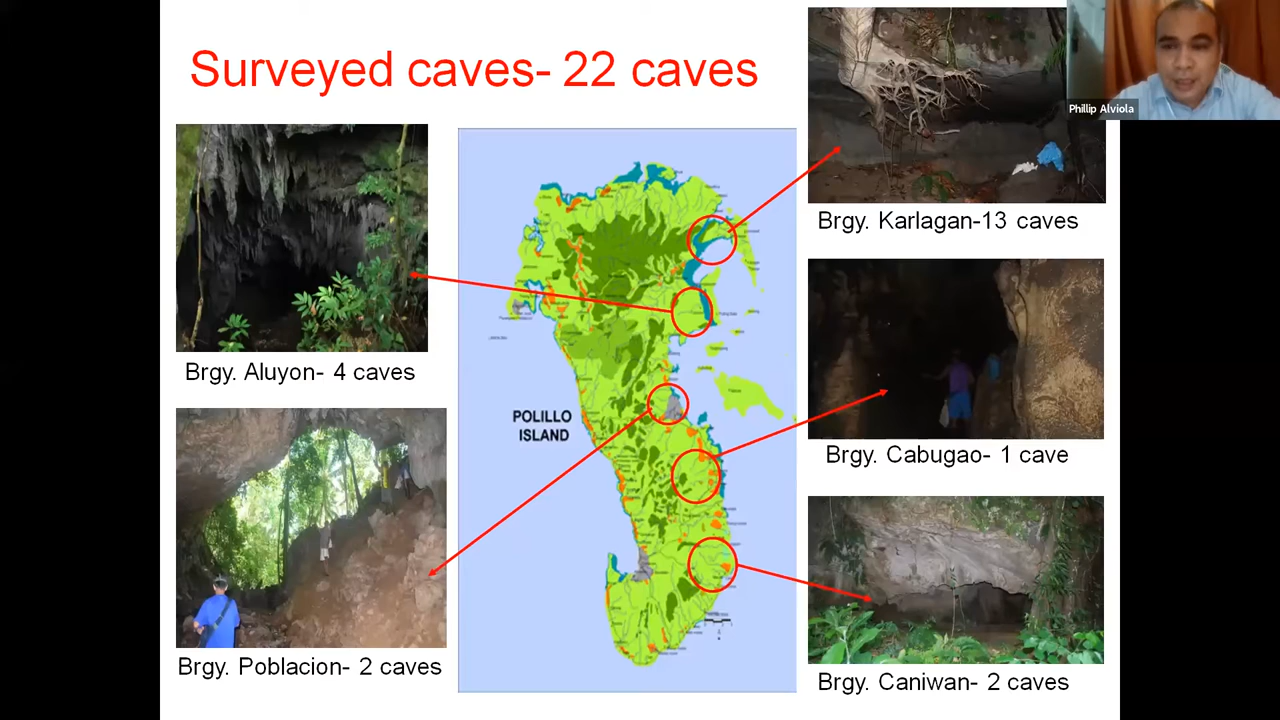 Surveyed caves- 22 caves
Phillip Alviola
Brgy. Karlagan-13 caves
Brgy. Aluyon- 4 caves
POLILLO
ISLAND
Brgy. Cabugao- 1 cave
Brgy. Poblacion- 2 caves
Brgy. Caniwan- 2 caves